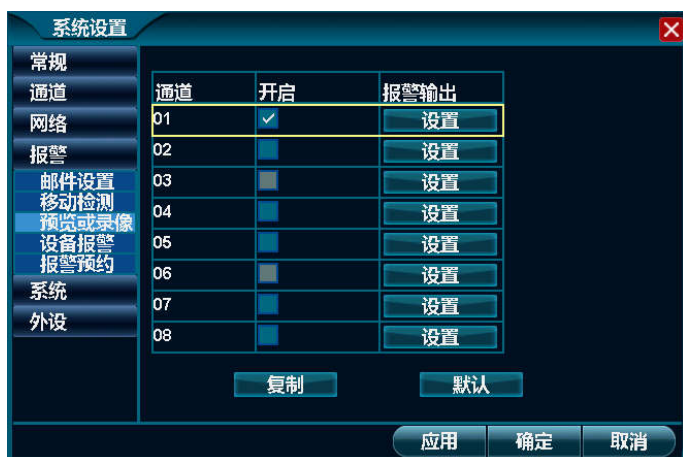 系统设置
常规
通道
网络
报警
邮件设置
移动检测
预览或录像
设备报警
报警预约
系统
外设
通道 开启 报警输出
01 设置
02 设置
03 设置
04 设置
05 设置
06 设置
07 设置
08 设置
复制 默认
应用 确定 取消